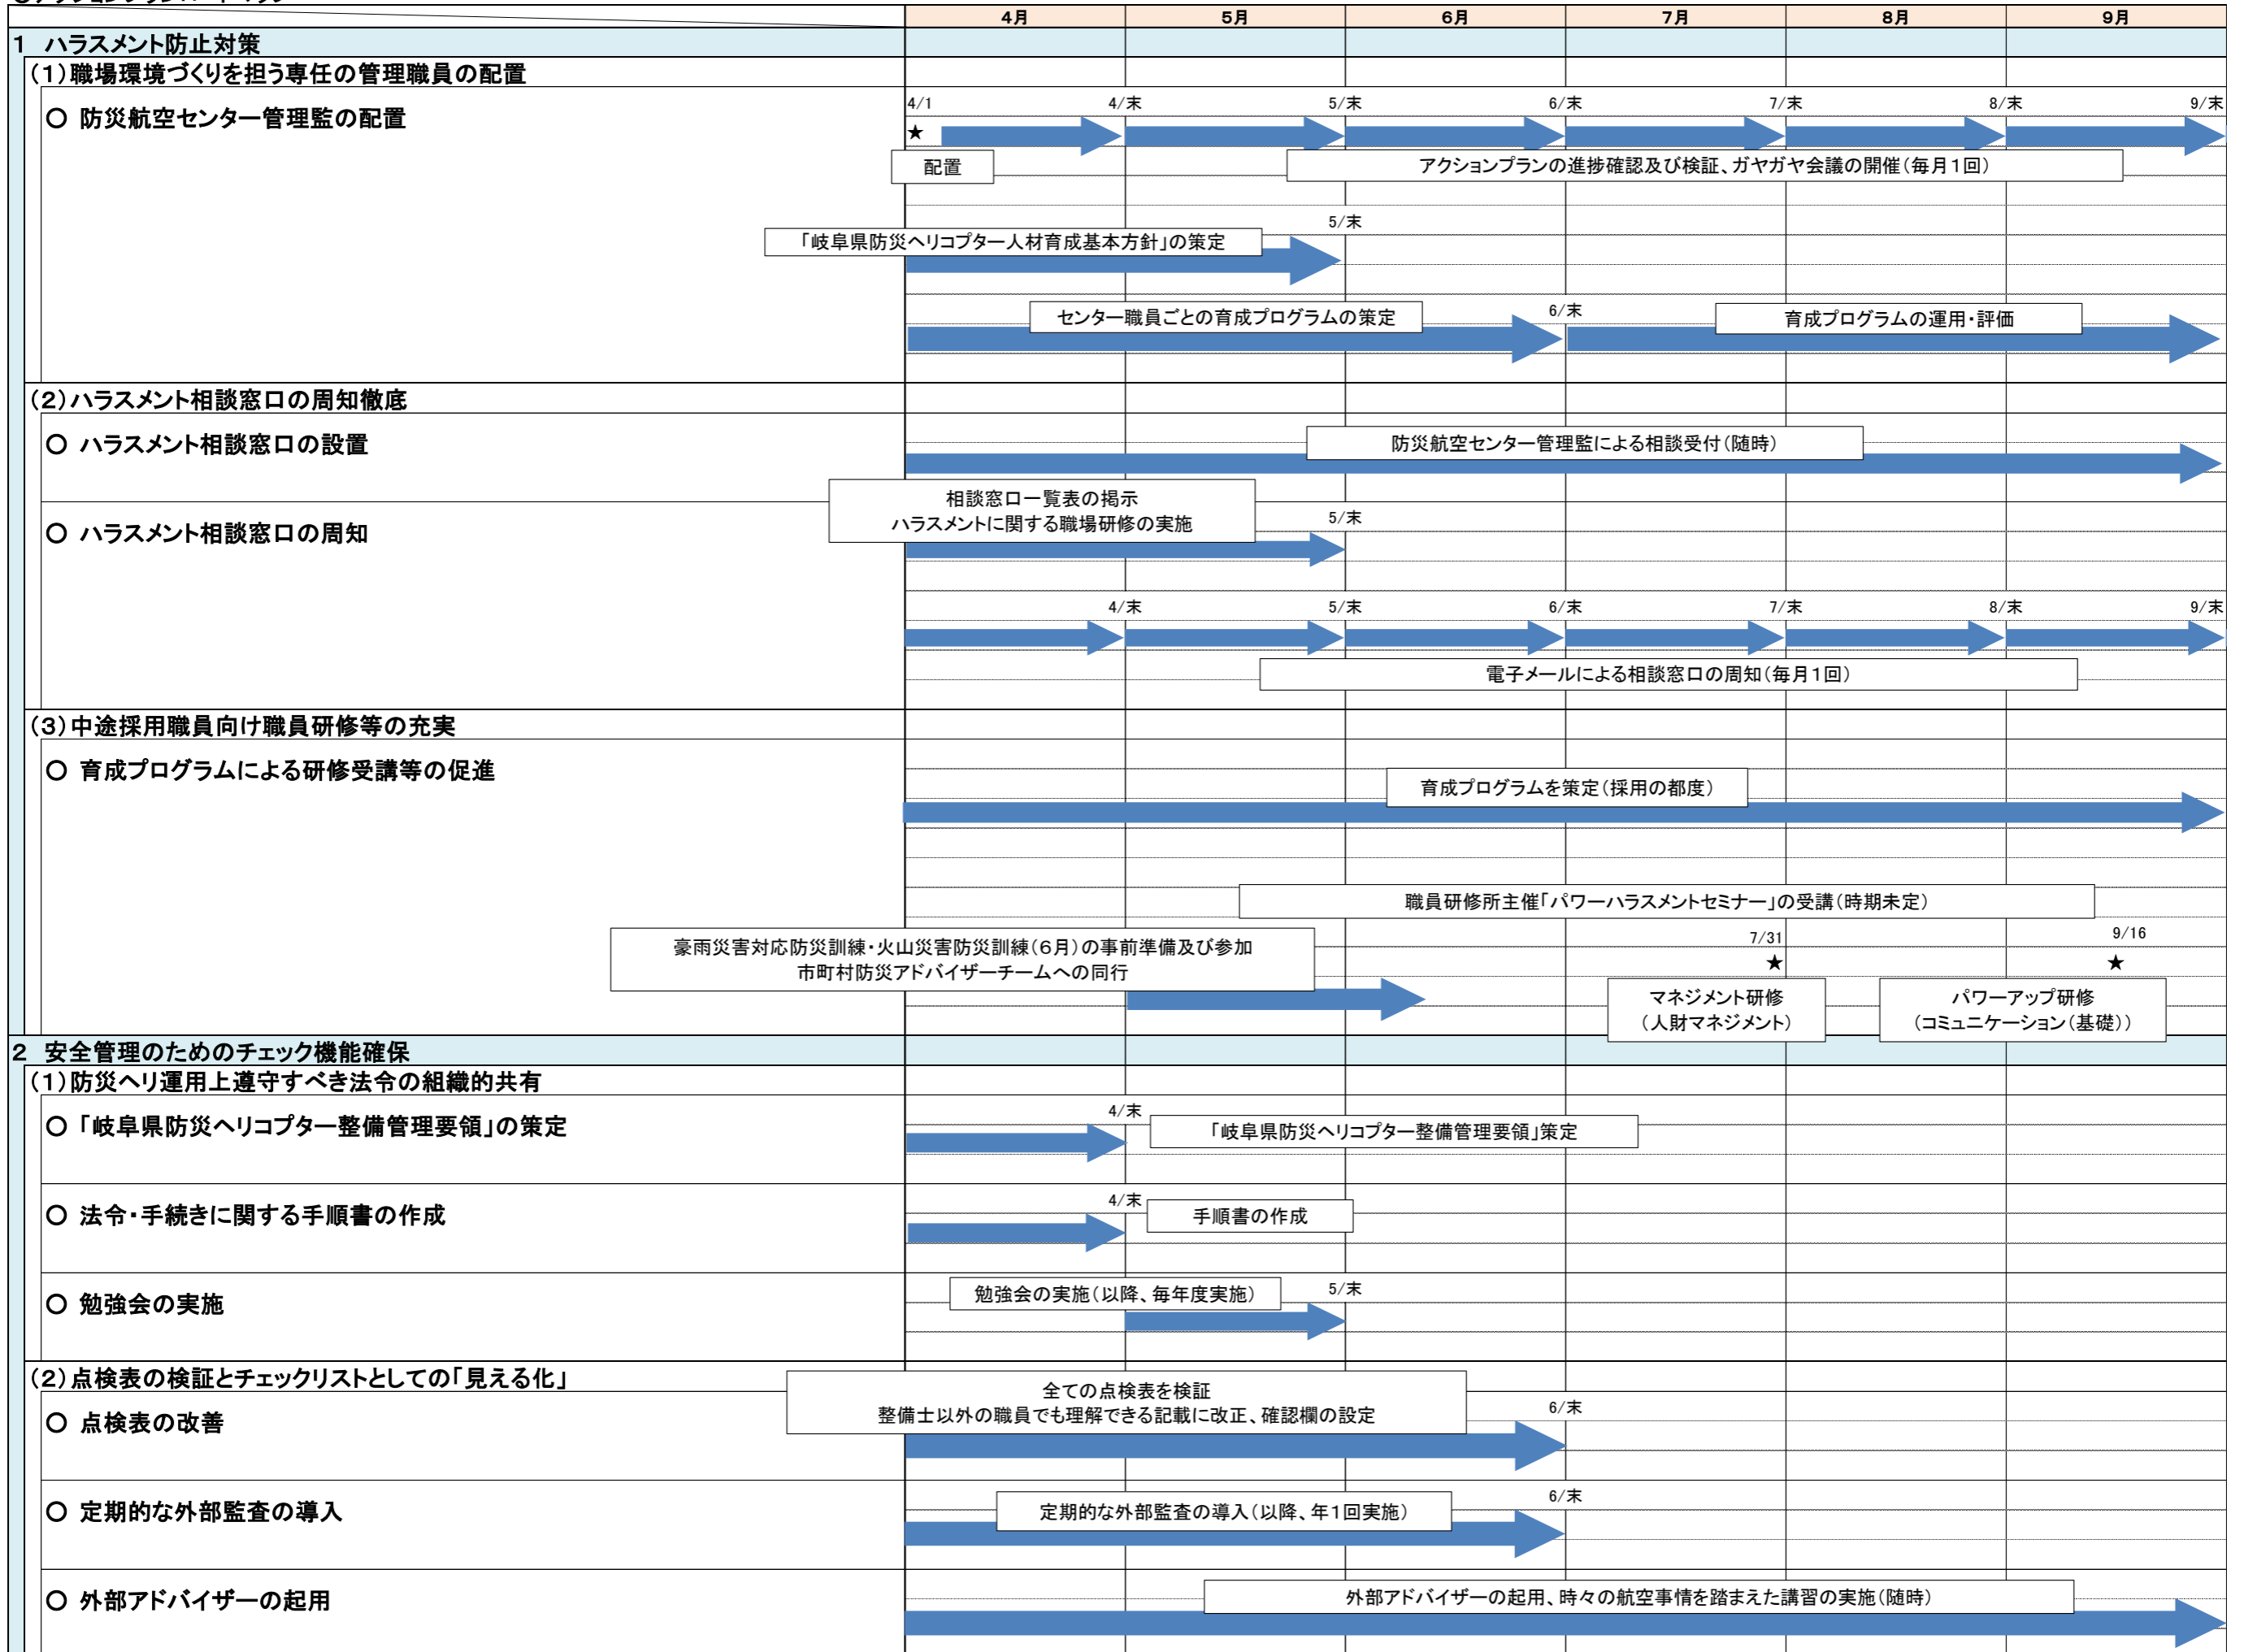 4月 5月 6月 7月 8月 9月
1 ハラスメント防止対策
(1)職場環境づくりを担う専任の管理職員の配置
○ 防災航空センター管理監の配置
4/1 4/末 5/末 6/末 7/末 8/末 9/末
★
配置
アクションプランの進捗確認及び検証、ガヤガヤ会議の開催(毎月1回)
5/末
「岐阜県防災ヘリコプター人材育成基本方針」の策定
センター職員ごとの育成プログラムの策定
6/末
育成プログラムの運用・評価
(2)ハラスメント相談窓口の周知徹底
○ ハラスメント相談窓口の設置
防災航空センター管理監による相談受付(随時)
○ ハラスメント相談窓口の周知
相談窓口一覧表の掲示
ハラスメントに関する職場研修の実施
5/末
4/末 5/末 6/末 7/末 8/末 9/末
電子メールによる相談窓口の周知(毎月1回)
(3)中途採用職員向け職員研修等の充実
○ 育成プログラムによる研修受講等の促進
育成プログラムを策定(採用の都度)
職員研修所主催「パワーハラスメントセミナー」の受講(時期未定)
豪雨災害対応防災訓練・火山災害防災訓練(6月)の事前準備及び参加
市町村防災アドバイザーチームへの同行
7/31
★
マネジメント研修
(人財マネジメント)
9/16
★
パワーアップ研修
(コミュニケーション(基礎))
2 安全管理のためのチェック機能確保
(1)防災ヘリ運用上遵守すべき法令の組織的共有
○ 「岐阜県防災ヘリコプター整備管理要領」の策定
4/末
「岐阜県防災ヘリコプター整備管理要領」策定
○ 法令・手続きに関する手順書の作成
4/末
手順書の作成
○ 勉強会の実施
勉強会の実施(以降、毎年度実施)
5/末
(2)点検表の検証とチェックリストとしての「見える化」
○ 点検表の改善
全ての点検表を検証
整備士以外の職員でも理解できる記載に改正、確認欄の設定
6/末
○ 定期的な外部監査の導入
定期的な外部監査の導入(以降、年1回実施)
6/末
○ 外部アドバイザーの起用
外部アドバイザーの起用、時々の航空事情を踏まえた講習の実施(随時)